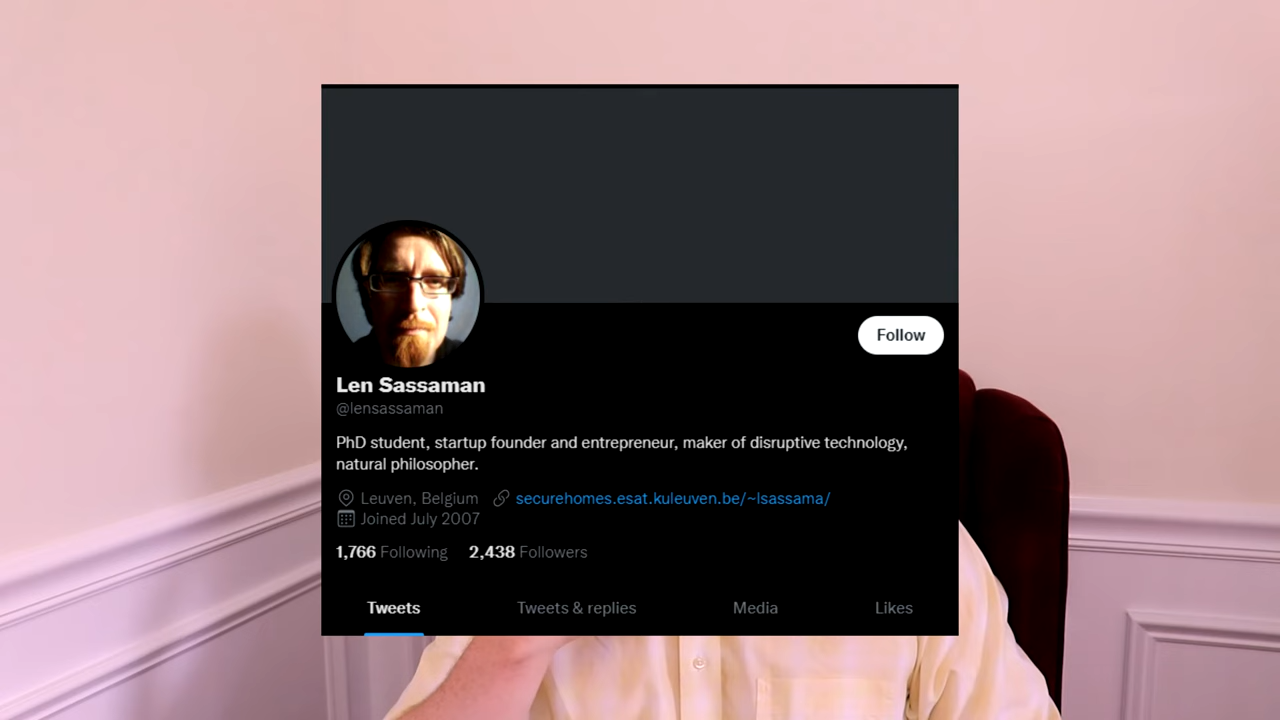 Follow
Len Sassaman
@lensassaman
PhD student, startup founder and entrepreneur, maker of disruptive technology,
natural philosopher.
Leuven, Belgium securehomes.esat.kuleuven.be/~lsassama/
Joined July 2007
1,766 Following 2,438 Followers
Tweets Tweets & replies Media Likes